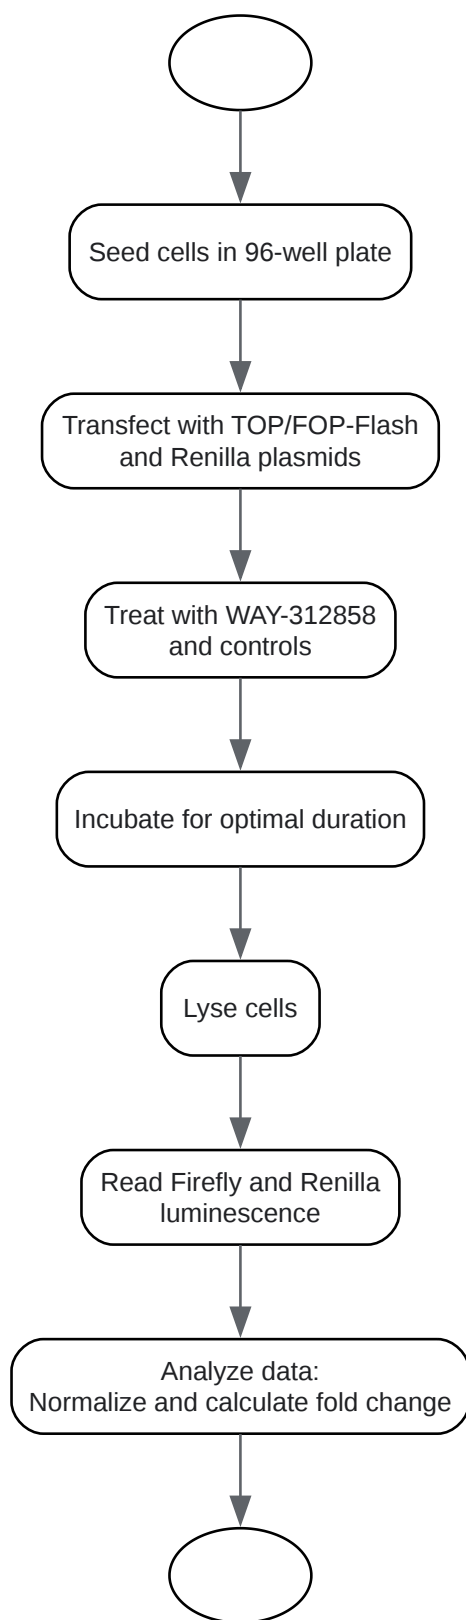 Seed cells in 96-well plate
Transfect with TOP/FOP-Flash
and Renilla plasmids
Treat with WAY-312858
and controls
Incubate for optimal duration
Lyse cells
Read Firefly and Renilla
luminescence
Analyze data:
Normalize and calculate fold change